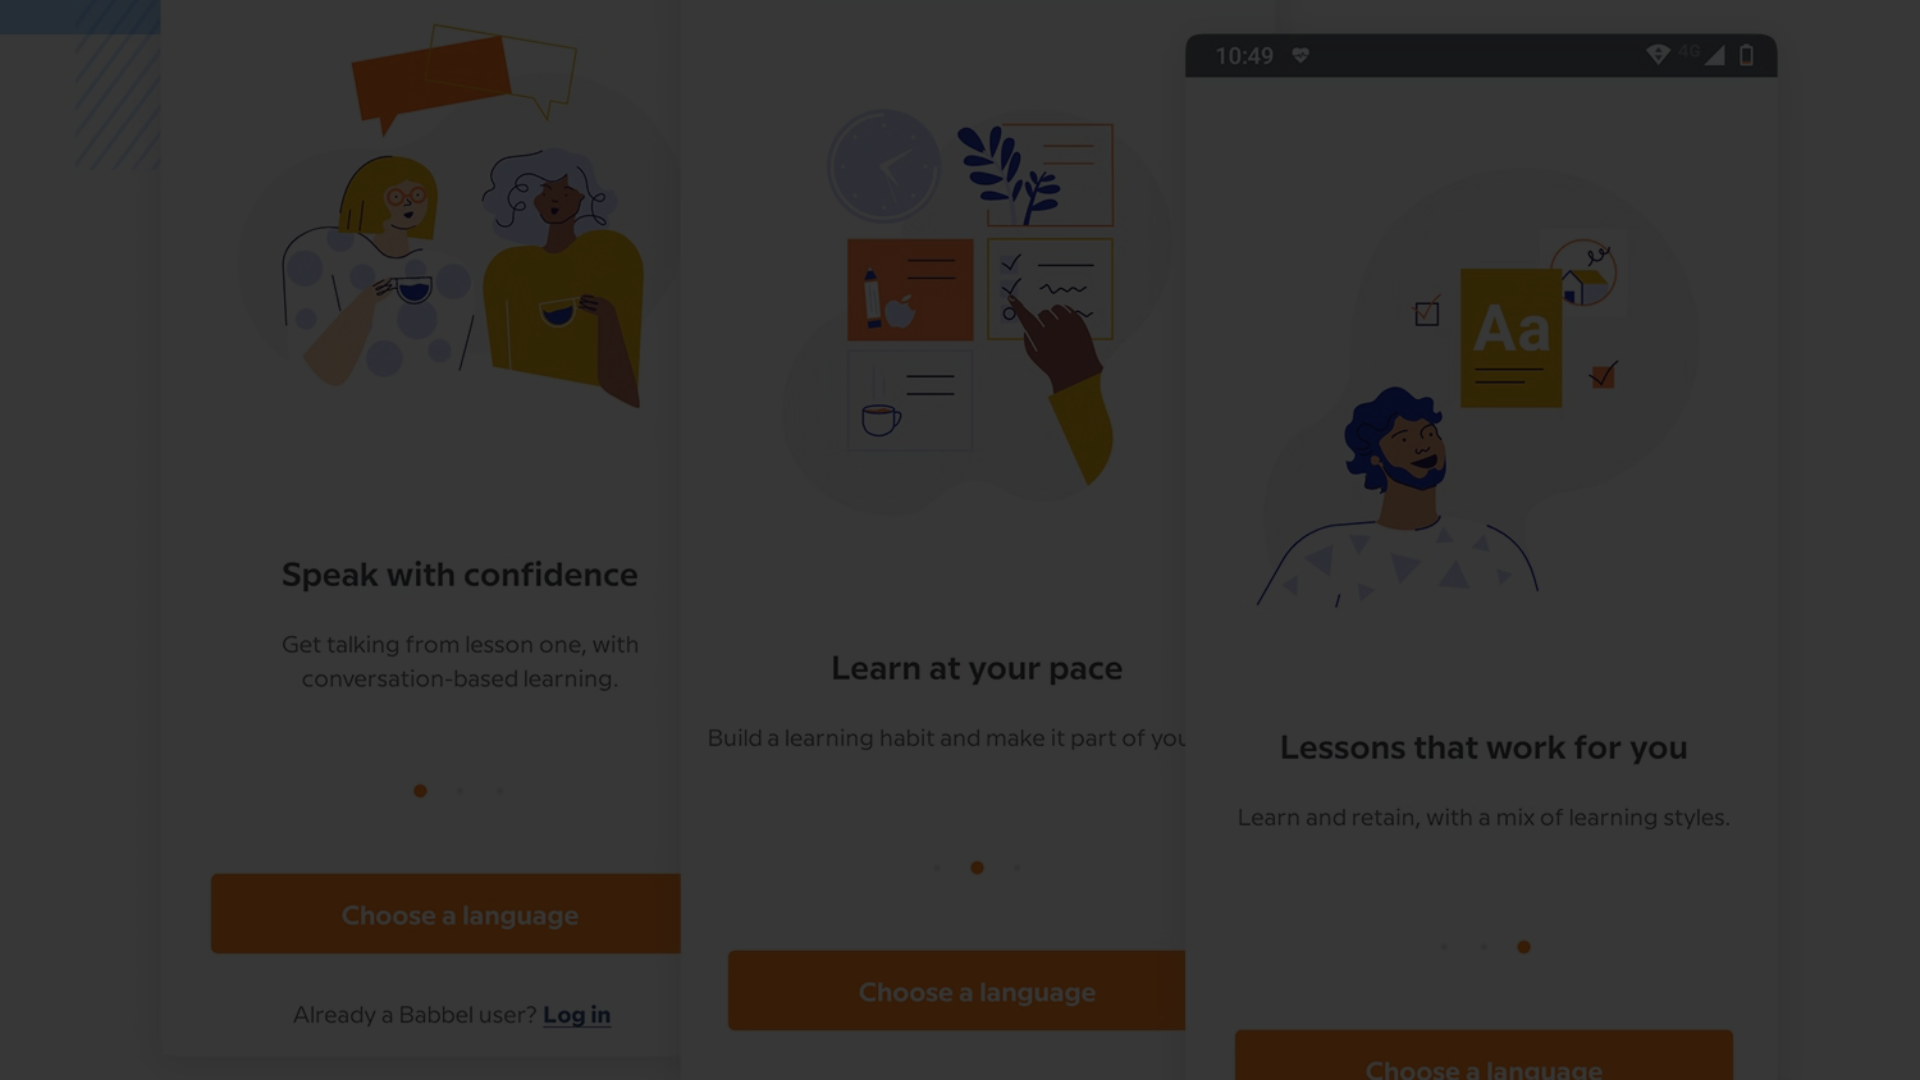 Speak with confidence
Get talking from lesson one, with
conversation-based learning.
Choose a language
Already a Babbel user? Log in
Learn at your pace
Build a learning habit and make it part of
Choose a language
10:49
4G
Aa
Lessons that work for you
Learn and retain, with a mix of learning styles.
Choose a language